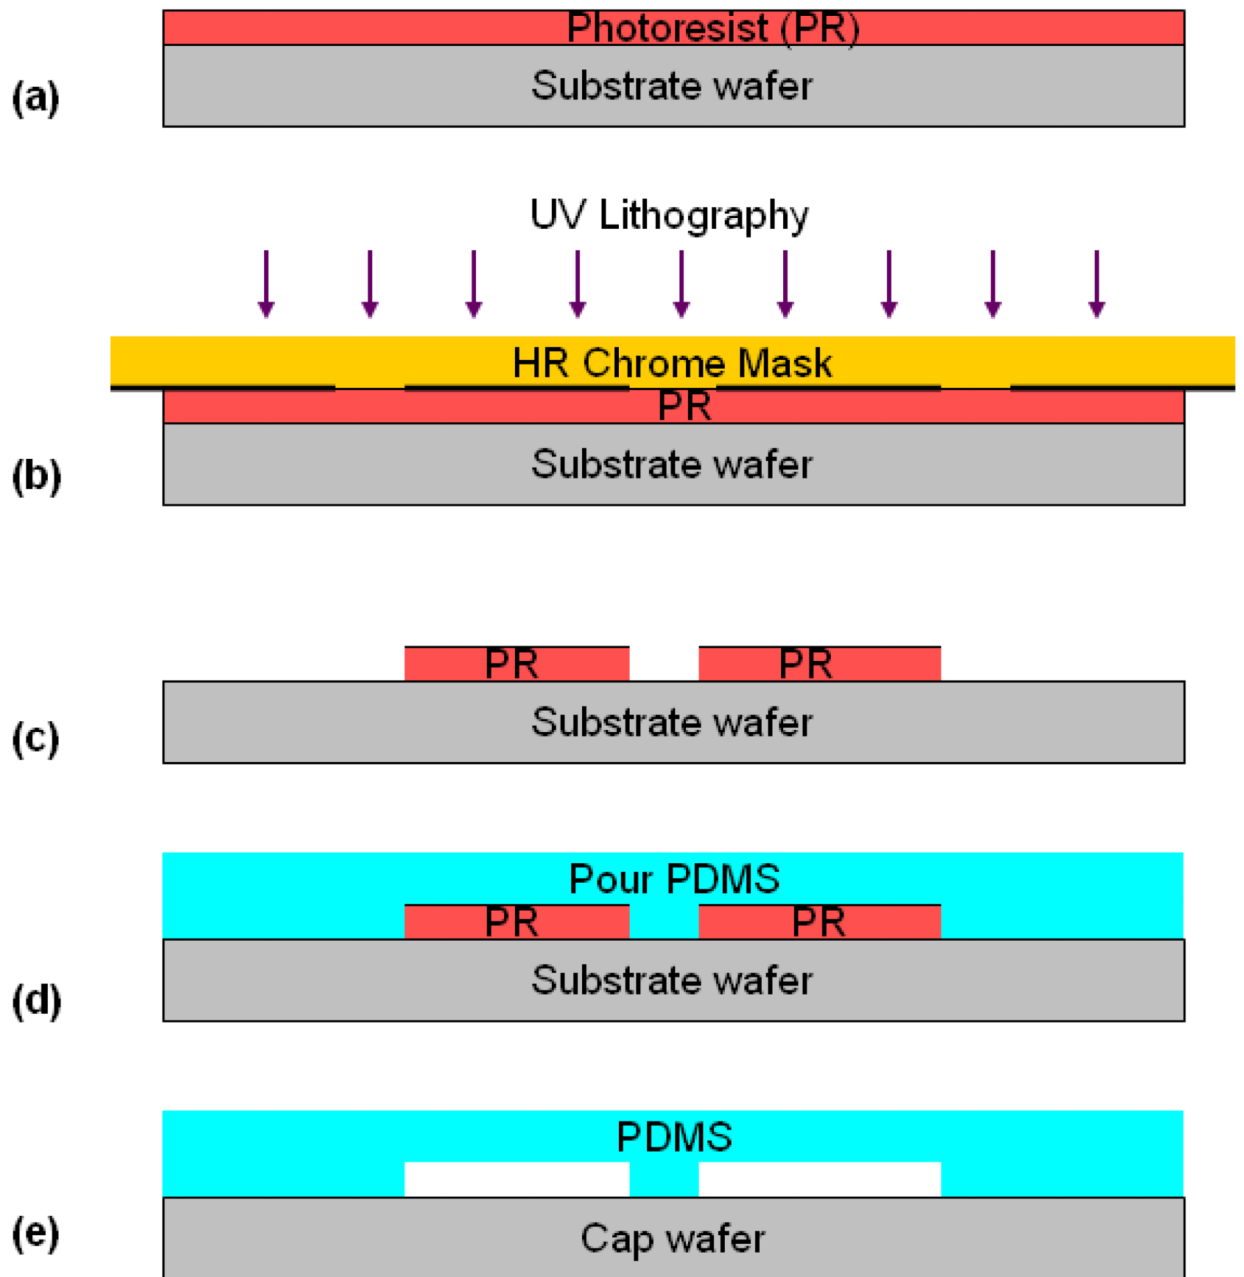 Photoresist (PR)
Substrate wafer
(a)
UV Lithography
HR Chrome Mask
PR
Substrate wafer
(b)
PR PR
Substrate wafer
(c)
Pour PDMS
PR PR
Substrate wafer
(d)
PDMS
Cap wafer
(e)